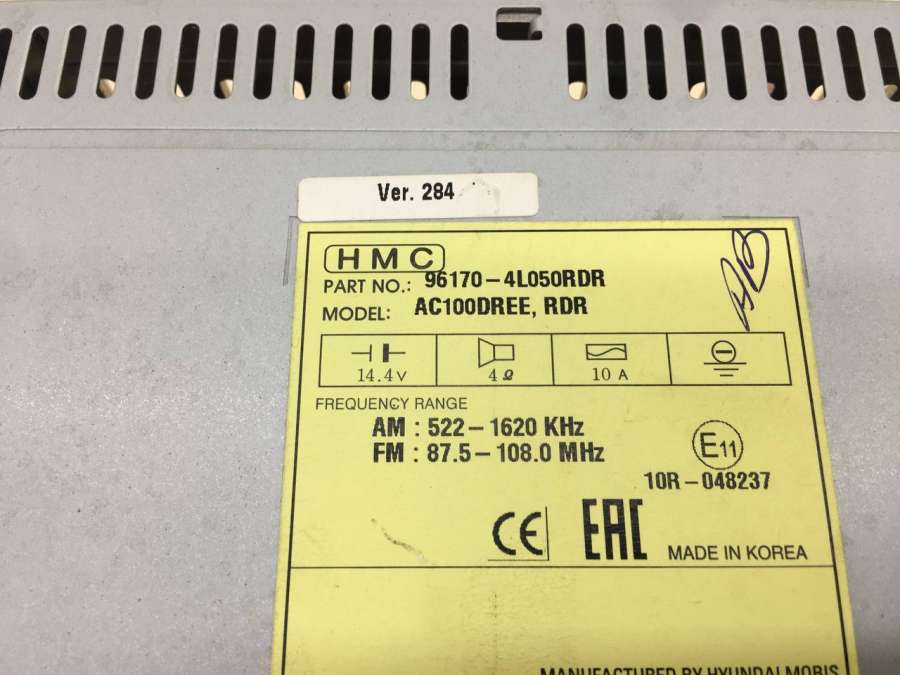 Ver. 284
HMC
PART NO.: 96170-4L050RDR
MODEL: AC100DREE, RDR
14.4V
4Ω
10 A
FREQUENCY RANGE
AM : 522-1620 KHz
FM : 87.5-108.0 MHz
E11
10R-048237
CE EAC MADE IN KOREA
MANUFACTURED BY HYUNDAI MOBIS